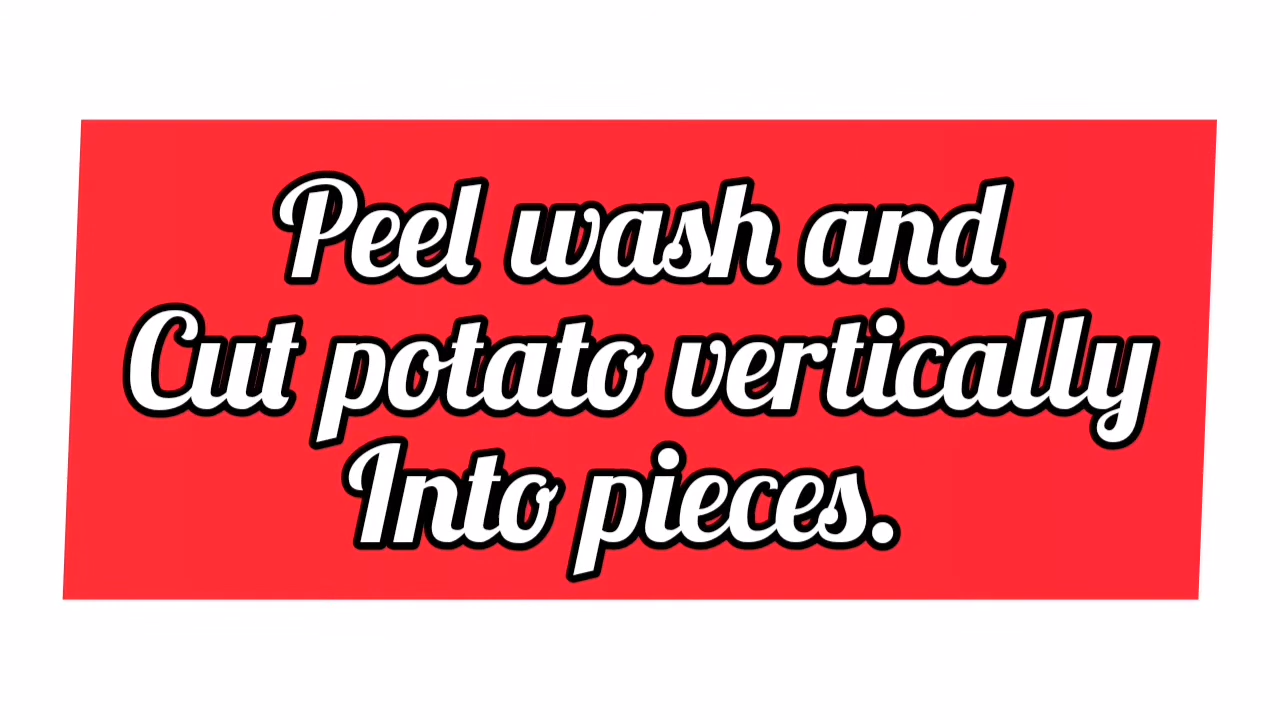 Peel wash and
Cut potato vertically
Into pieces.